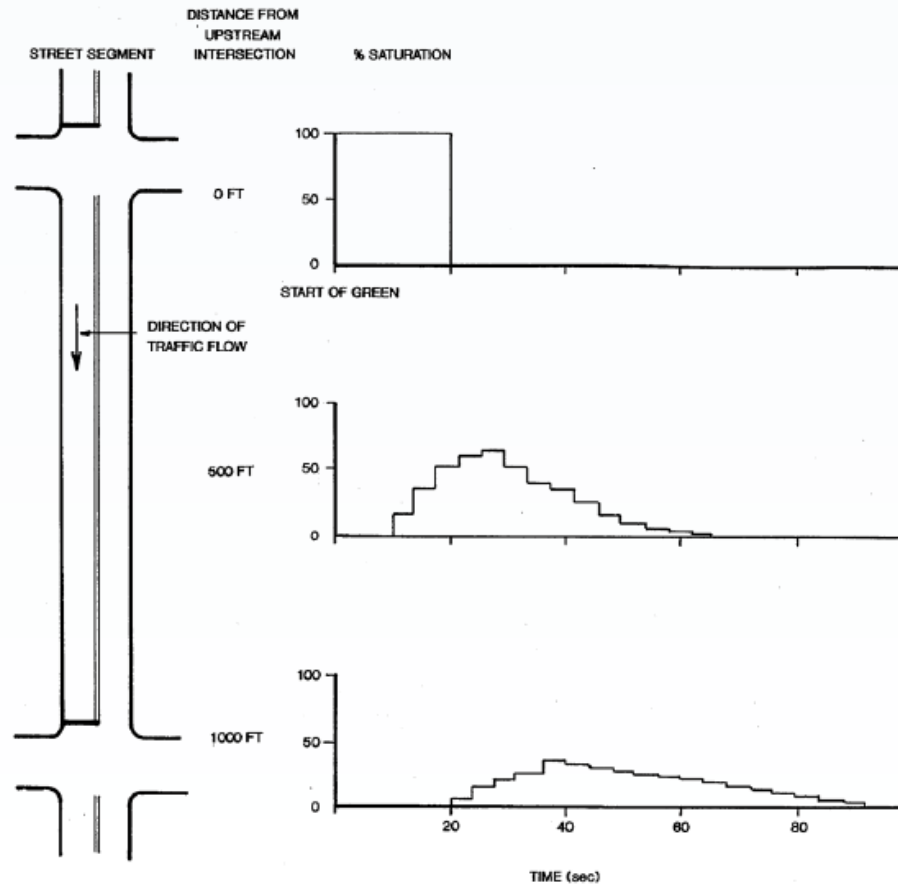 DISTANCE FROM
UPSTREAM
STREET SEGMENT INTERSECTION % SATURATION
100
50
0
0 FT
START OF GREEN
DIRECTION OF
TRAFFIC FLOW
100
50
0
500 FT
100
50
0
1000 FT
20 40 60 80
TIME (sec)